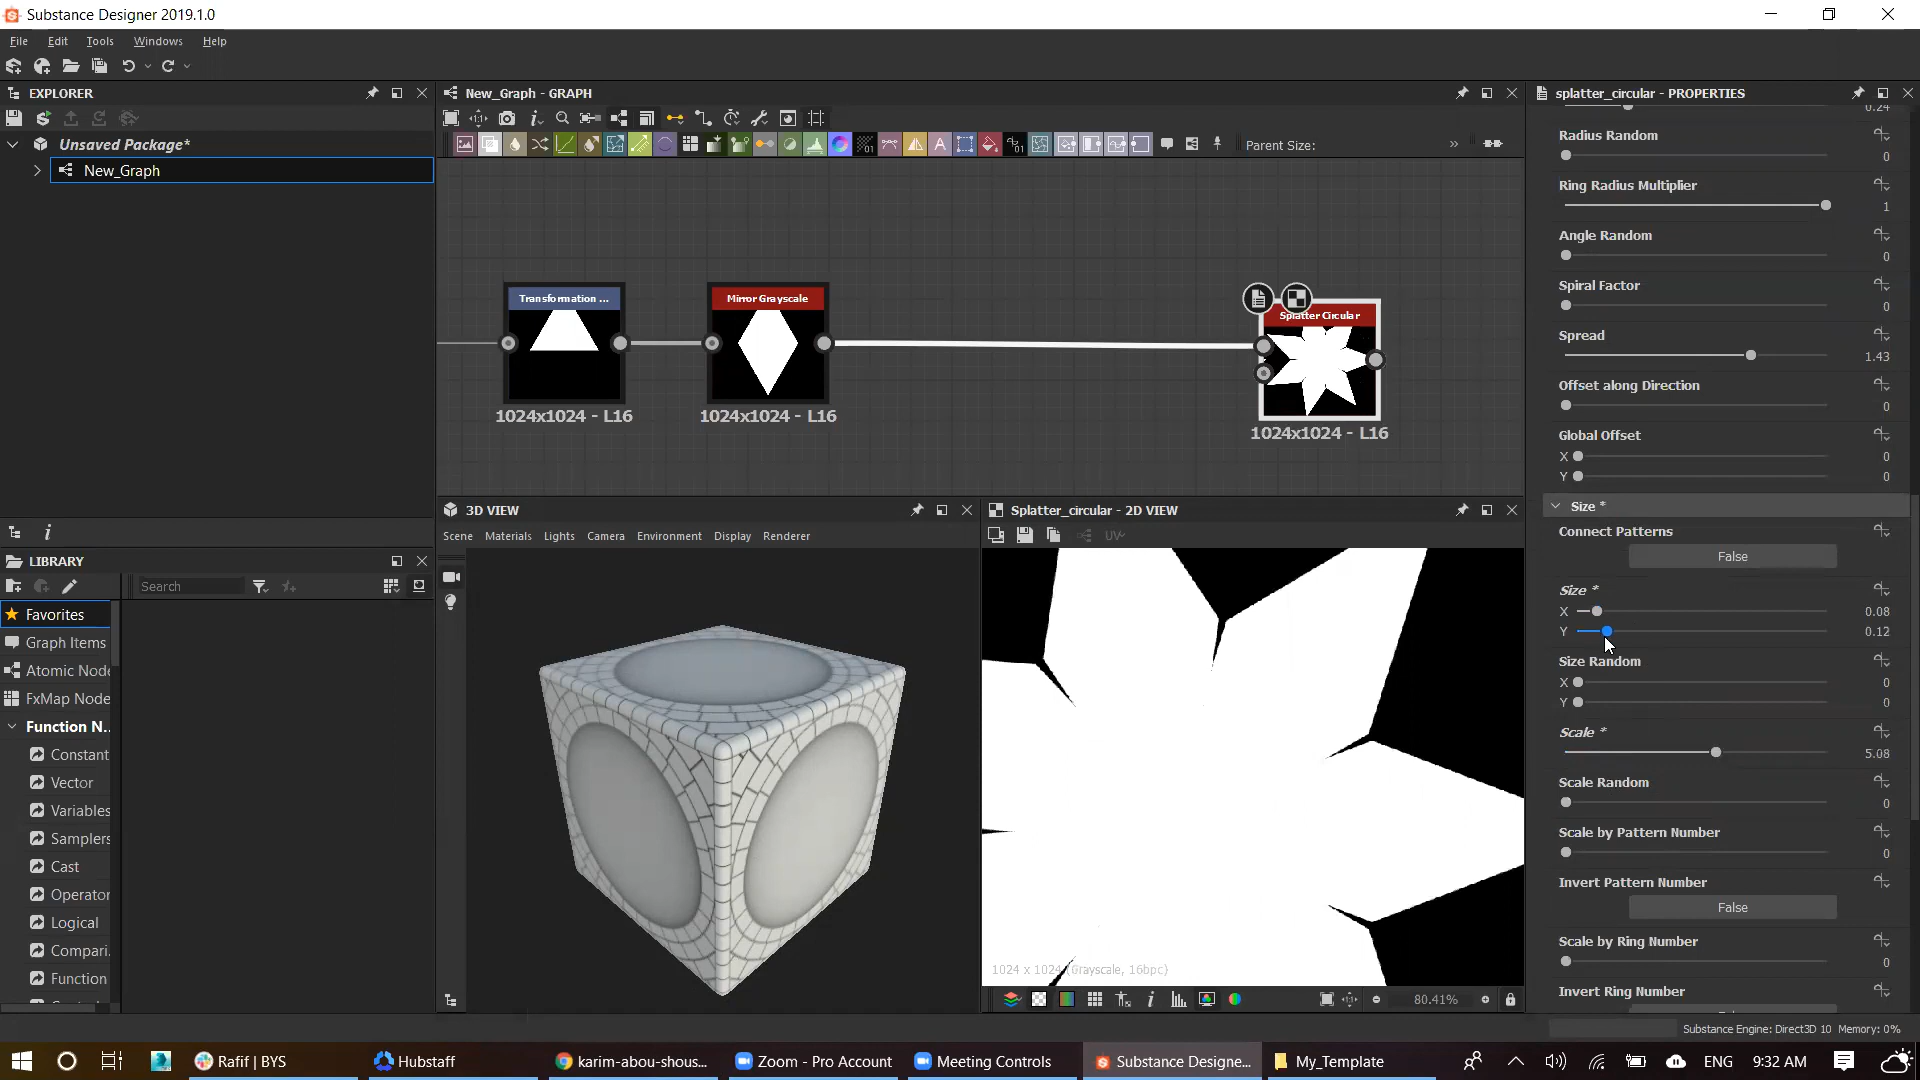 Substance Designer 2019.1.0
File Edit Tools Windows Help
EXPLORER
New_Graph - GRAPH
splatter_circular - PROPERTIES
Unsaved Package*
New_Graph
Parent Size:
»
Transformation ...
1024x1024 - L16
Mirror Grayscale
1024x1024 - L16
Splatter Circular
1024x1024 - L16
0.24
Radius Random
0
Ring Radius Multiplier
1
Angle Random
0
Spiral Factor
0
Spread
1.43
Offset along Direction
0
Global Offset
X 0
Y 0
Size *
Connect Patterns
False
Size *
X 0.08
Y 0.12
Size Random
X 0
Y 0
Scale *
5.08
Scale Random
0
Scale by Pattern Number
0
Invert Pattern Number
False
Scale by Ring Number
0
Invert Ring Number
LIBRARY
Search
Favorites
Graph Items
Atomic Node
FxMap Node
Function N..
Constant
Vector
Variables
Samplers
Cast
Operator
Logical
Compari.
Function
3D VIEW
Scene Materials Lights Camera Environment Display Renderer
Splatter_circular - 2D VIEW
UV
1024 x 1024 (Grayscale, 16bpc)
80.41%
Substance Engine: Direct3D 10 Memory: 0%
Rafif | BYS
Hubstaff
karim-abou-shous...
Zoom - Pro Account
Meeting Controls
Substance Designe...
My_Template
ENG
9:32 AM